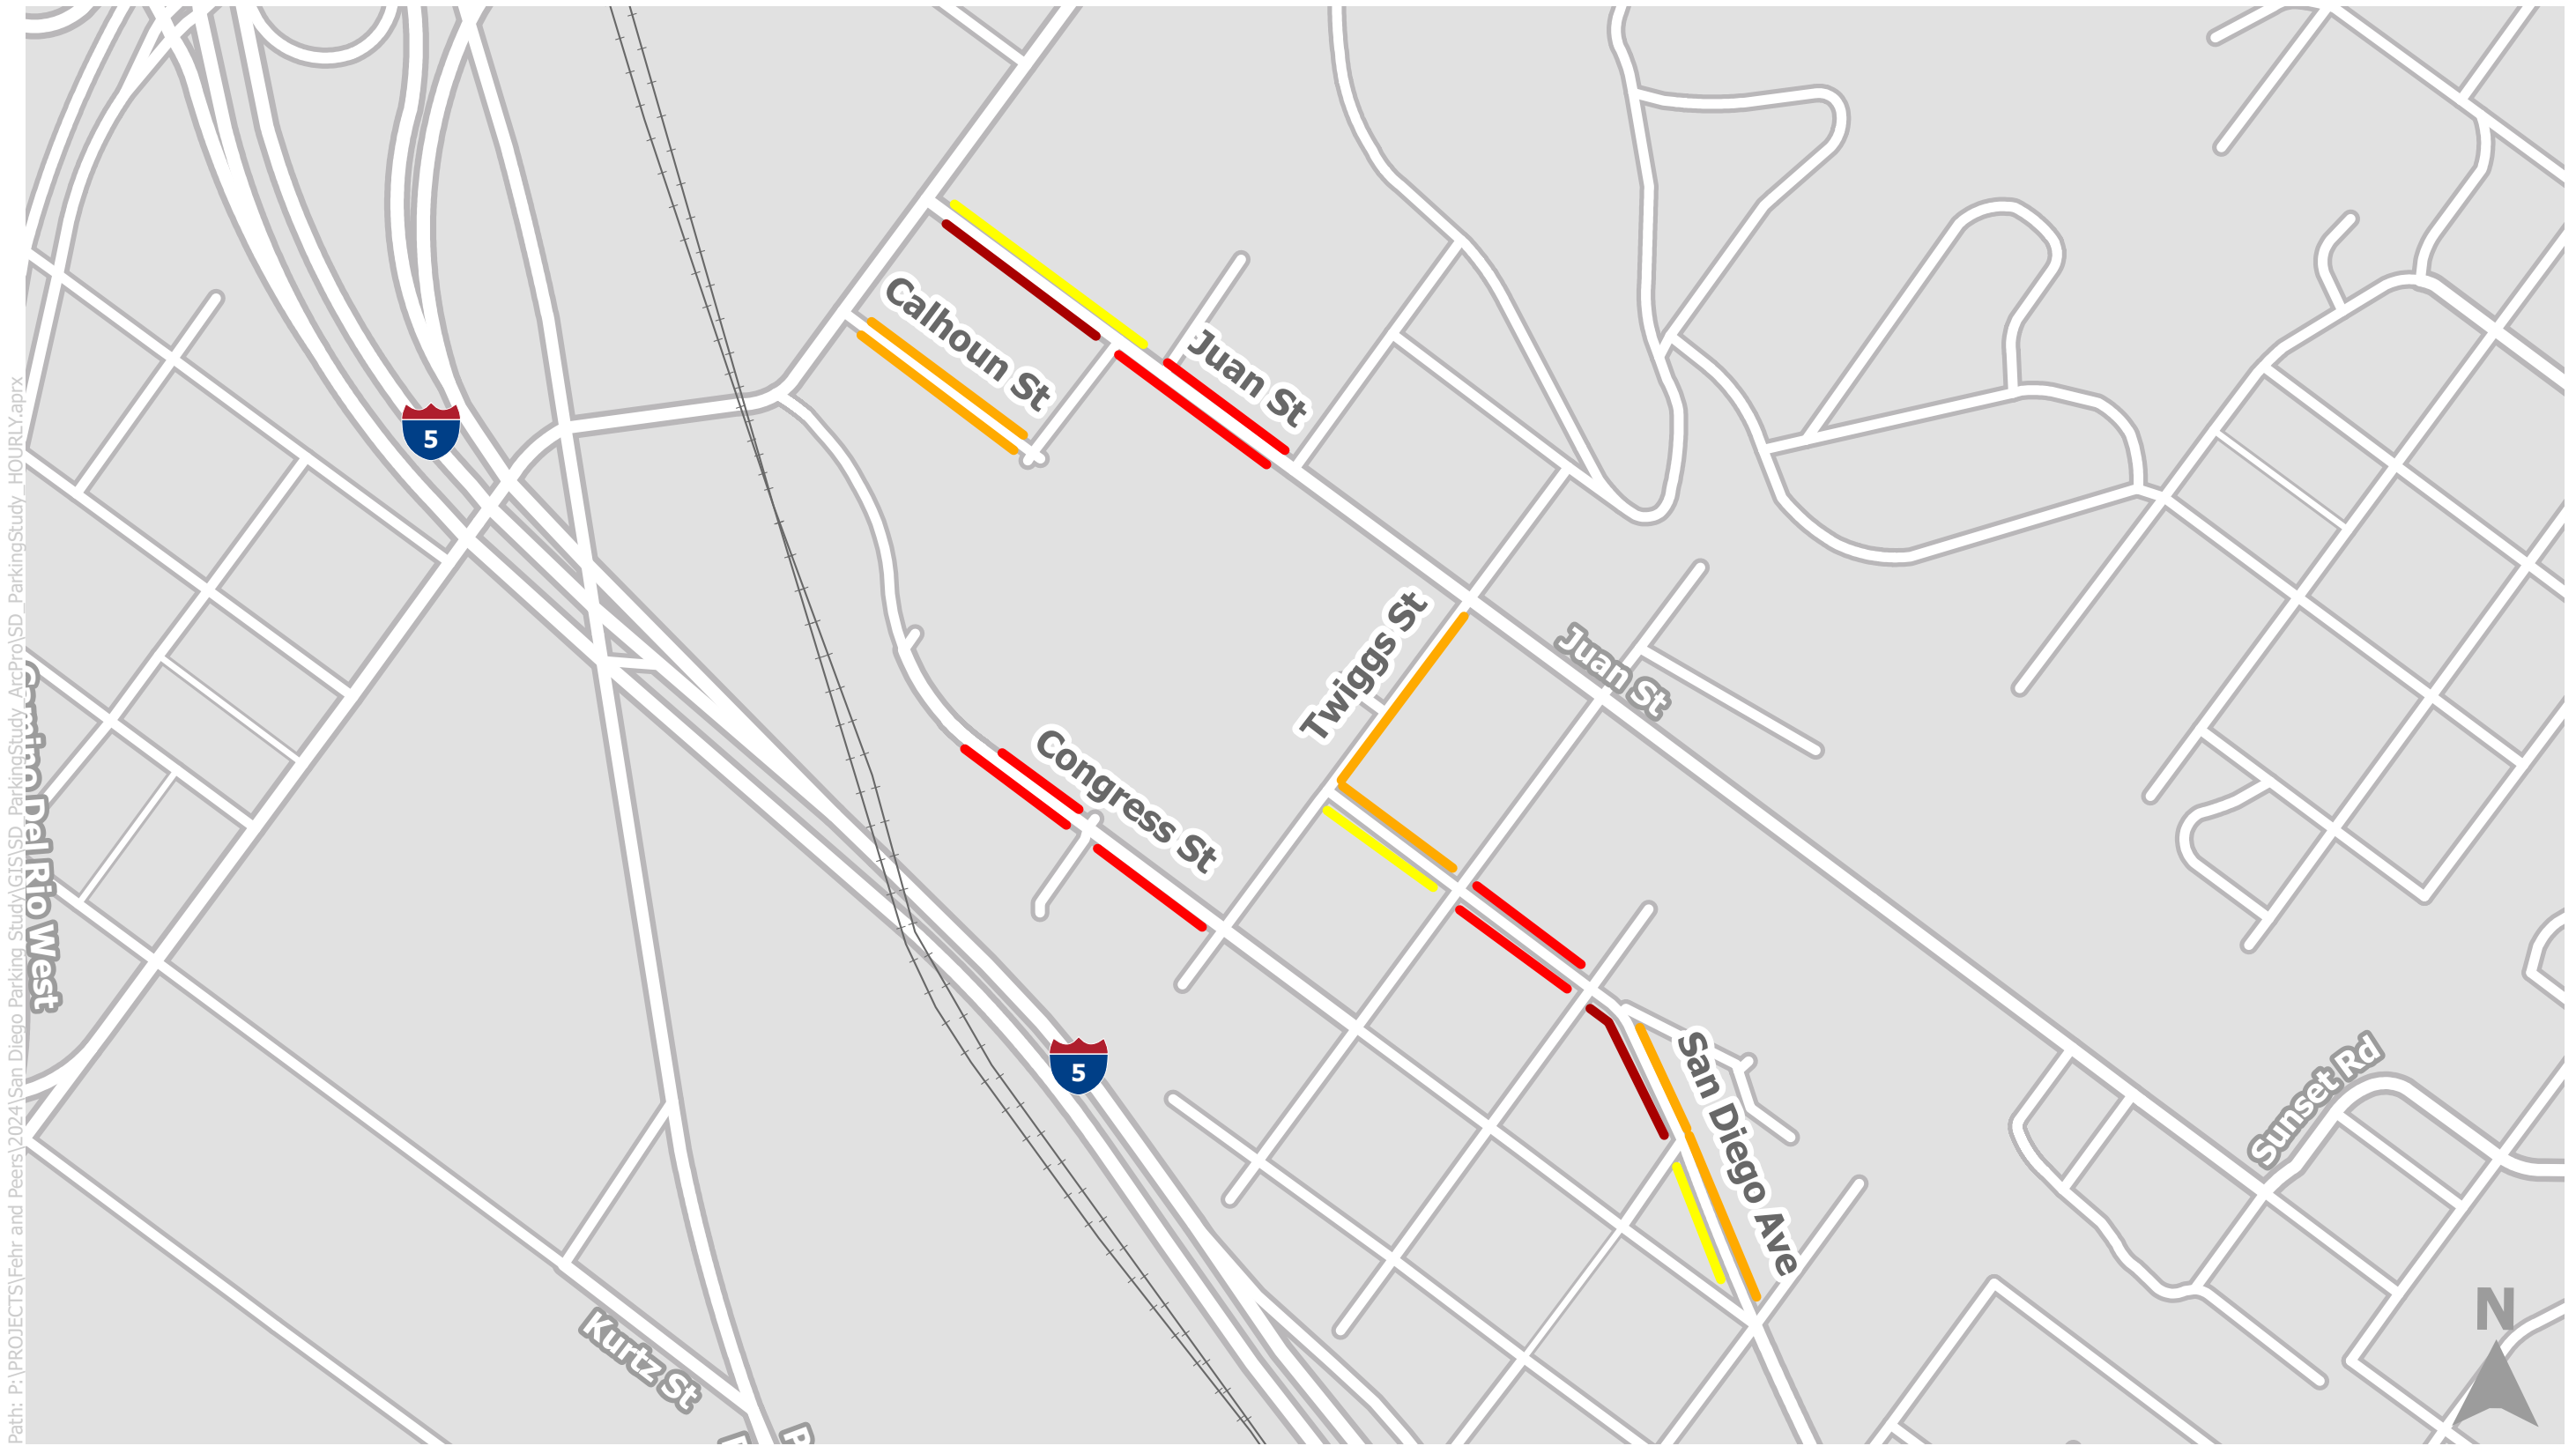 Calhoun St
Juan St
5
Twiggs St
Juan St
Congress St
Camino Del Rio West
5
San Diego Ave
Sunset Rd
Kurtz St
N
Path: P:\PROJECTS\Fehr and Peers\2024\San Diego Parking Study\GIS\SD_ParkingStudy_ArcPro\SD_ParkingStudy_HOURLY.aprx